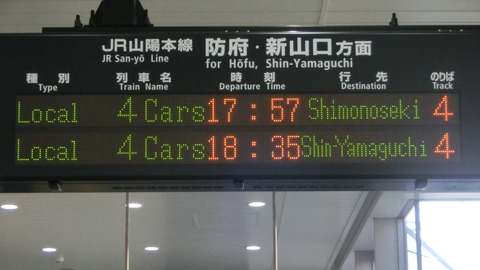 JR山陽本線 防府・新山口方面
JR San-yō Line for Hōfu, Shin-Yamaguchi
種別 列車名 時刻 行先 のりば
Type Train Name Departure Time Destination Track
Local 4 Cars 17:57 Shimonoseki 4
Local 4 Cars 18:35 Shin-Yamaguchi 4